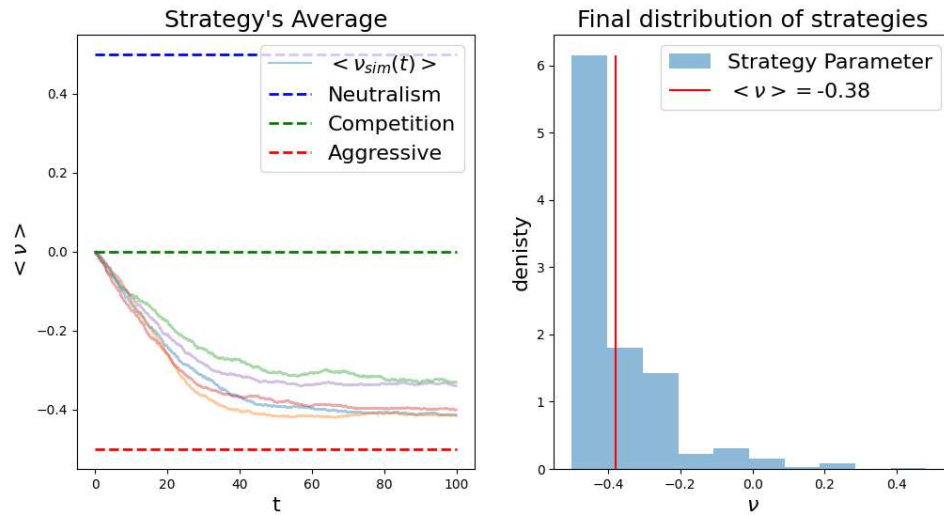 Strategy's Average
< ν_sim(t) >
Neutralism
Competition
Aggressive
0.4
0.2
0.0
−0.2
−0.4
< ν >
0
20
40
60
80
100
t
Final distribution of strategies
Strategy Parameter
< ν > = -0.38
6
5
4
3
2
1
0
denisty
−0.4
−0.2
0.0
0.2
0.4
ν